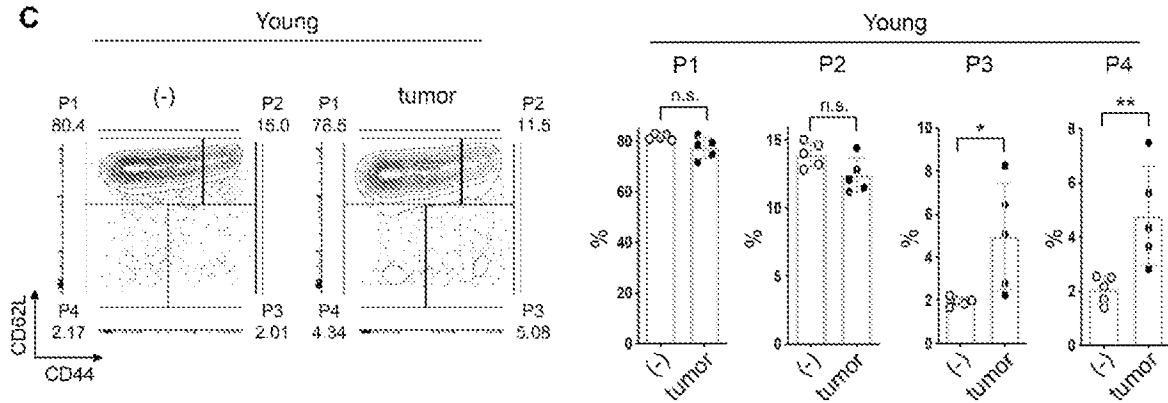 C
Young
(-)
tumor
P1
80.4
P2
15.0
P1
78.5
P2
11.5
P4
2.17
P3
2.01
P4
4.34
P3
5.08
CD62L
CD44
Young
P1
P2
P3
P4
n.s.
n.s.
*
**
%
80
60
40
20
0
(-)
tumor
%
15
10
5
0
(-)
tumor
%
10
8
6
4
2
0
(-)
tumor
%
8
6
4
2
0
(-)
tumor